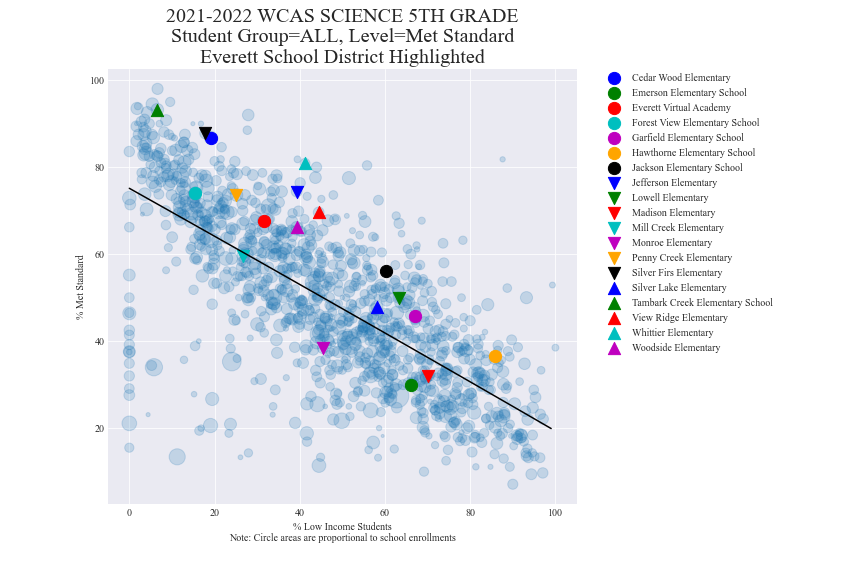 2021-2022 WCAS SCIENCE 5TH GRADE
Student Group=ALL, Level=Met Standard
Everett School District Highlighted
% Met Standard
100
80
60
40
20
0
20
40
60
80
100
% Low Income Students
Note: Circle areas are proportional to school enrollments
Cedar Wood Elementary
Emerson Elementary School
Everett Virtual Academy
Forest View Elementary School
Garfield Elementary School
Hawthorne Elementary School
Jackson Elementary School
Jefferson Elementary
Lowell Elementary
Madison Elementary
Mill Creek Elementary
Monroe Elementary
Penny Creek Elementary
Silver Firs Elementary
Silver Lake Elementary
Tambark Creek Elementary School
View Ridge Elementary
Whittier Elementary
Woodside Elementary